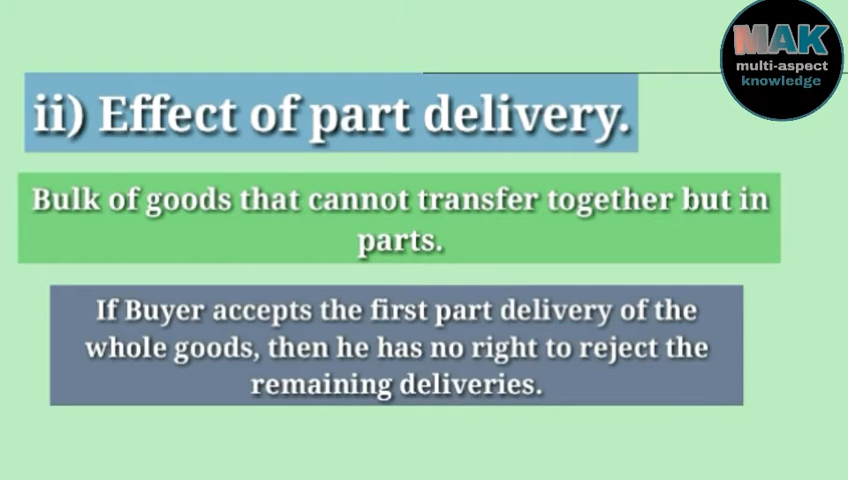 MAK
multi-aspect
knowledge
ii) Effect of part delivery.
Bulk of goods that cannot transfer together but in
parts.
If Buyer accepts the first part delivery of the
whole goods, then he has no right to reject the
remaining deliveries.